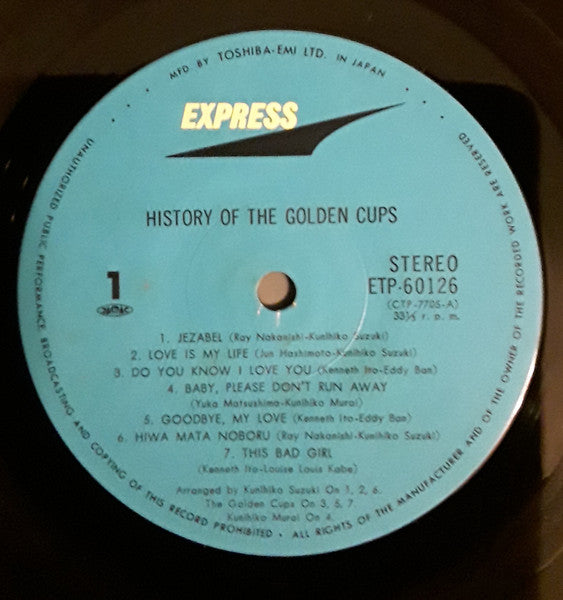 MFD. BY TOSHIBA-EMI LTD. IN JAPAN
EXPRESS
HISTORY OF THE GOLDEN CUPS
1
STEREO
ETP-60126
(CTP-7705-A)
33⅓ r. p. m.
1. JEZABEL (Ray Nakanishi-Kunihiko Suzuki)
2. LOVE IS MY LIFE (Jun Hashimoto-Kunihiko Suzuki)
3. DO YOU KNOW I LOVE YOU (Kenneth Ito-Eddy Ban)
4. BABY, PLEASE DON'T RUN AWAY
(Yuka Matsushima-Kunihiko Murai)
5. GOODBYE, MY LOVE (Kenneth Ito-Eddy Ban)
6. HIWA MATA NOBORU (Ray Nakanishi-Kunihiko Suzuki)
7. THIS BAD GIRL
(Kenneth Ito-Louise Louis Kabe)
Arranged by Kunihiko Suzuki On 1, 2, 6.
The Golden Cups On 3, 5, 7
Kunihiko Murai On 4.
UNAUTHORIZED PUBLIC PERFORMANCE, BROADCASTING AND COPYING OF THIS RECORD PROHIBITED • ALL RIGHTS OF THE MANUFACTURER AND OF THE OWNER OF THE RECORDED WORK ARE RESERVED